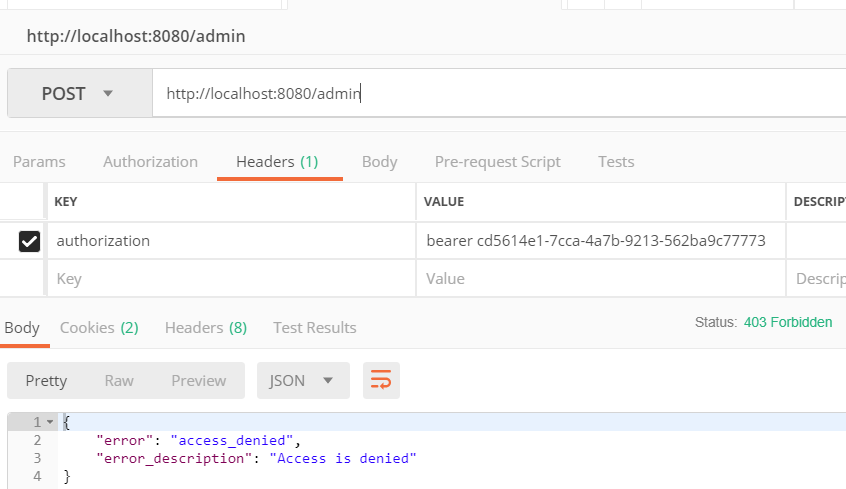 http://localhost:8080/admin
POST http://localhost:8080/admin
Params Authorization Headers (1) Body Pre-request Script Tests
KEY VALUE DESCRIP
authorization bearer cd5614e1-7cca-4a7b-9213-562ba9c77773
Key Value Descrip
Body Cookies (2) Headers (8) Test Results Status: 403 Forbidden
Pretty Raw Preview JSON
1 {
2 "error": "access_denied",
3 "error_description": "Access is denied"
4 }